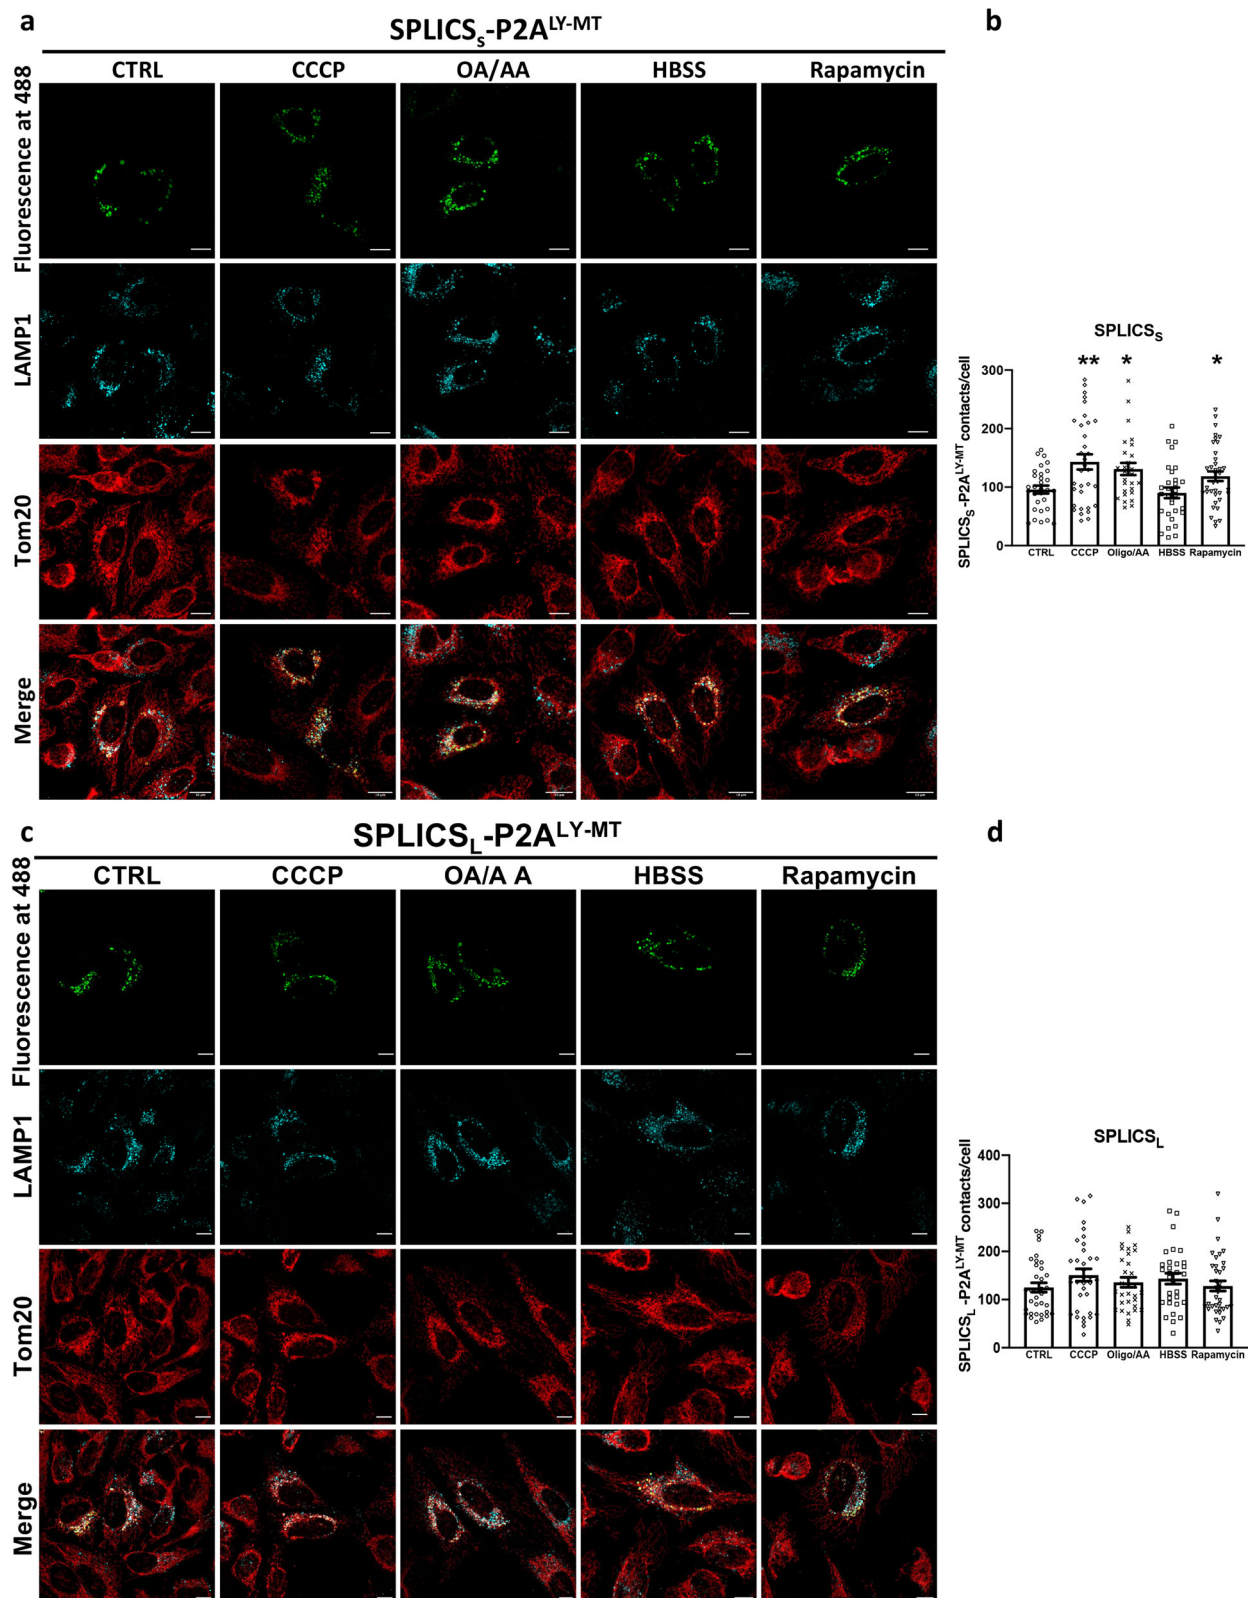 a
SPLICSs-P2A^LY-MT
CTRL CCCP OA/AA HBSS Rapamycin
Fluorescence at 488
LAMP1
Tom20
Merge
b
SPLICS_S
SPLICS_S-P2A^LY-MT contacts/cell
300
200
100
0
** * *
CTRL CCCP Oligo/AA HBSS Rapamycin
c
SPLICS_L-P2A^LY-MT
CTRL CCCP OA/A A HBSS Rapamycin
Fluorescence at 488
LAMP1
Tom20
Merge
d
SPLICS_L
SPLICS_L-P2A^LY-MT contacts/cell
400
300
200
100
0
CTRL CCCP Oligo/AA HBSS Rapamycin